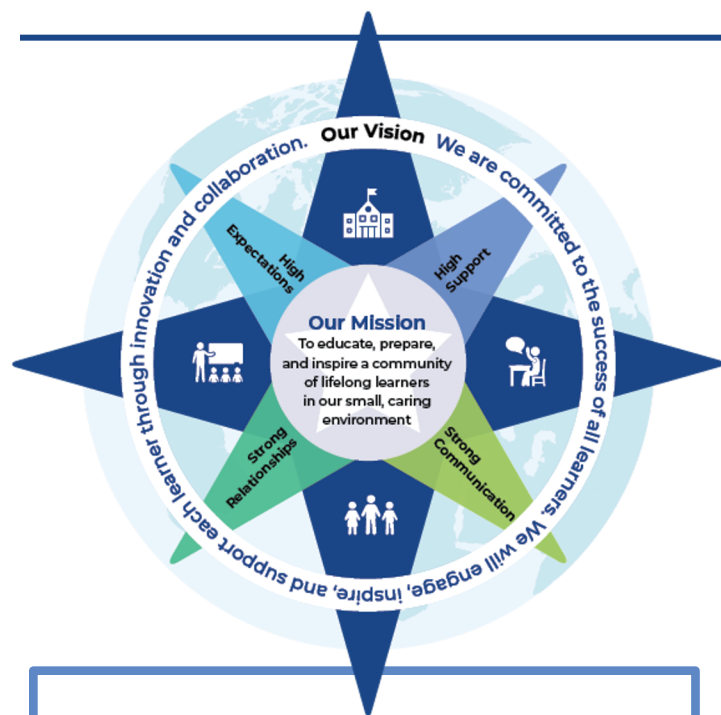 Our Vision We are committed to the success of all learners. We will engage, inspire, and support each learner through innovation and collaboration.
High
Expectations
High
Support
Our Mission
To educate, prepare,
and inspire a community
of lifelong learners
in our small, caring
environment
Strong
Relationships
Strong
Communication